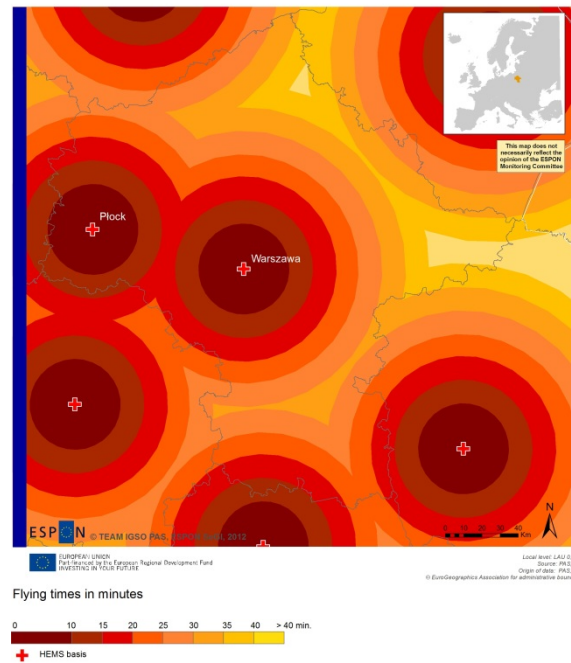 This map does not
necessarily reflect the
opinion of the ESPON
Monitoring Committee
Płock
Warszawa
N
0 10 20 30 40
Km
ESPON © TEAM IGSO PAS, 2012
EUROPEAN UNION
Part-financed by the European Regional Development Fund
INVESTING IN YOUR FUTURE
Local level: LAU 0,
Source: PAS,
Origin of data: PAS,
© EuroGeographics Association for administrative boun
Flying times in minutes
0 10 15 20 25 30 35 40 > 40 min.
HEMS basis